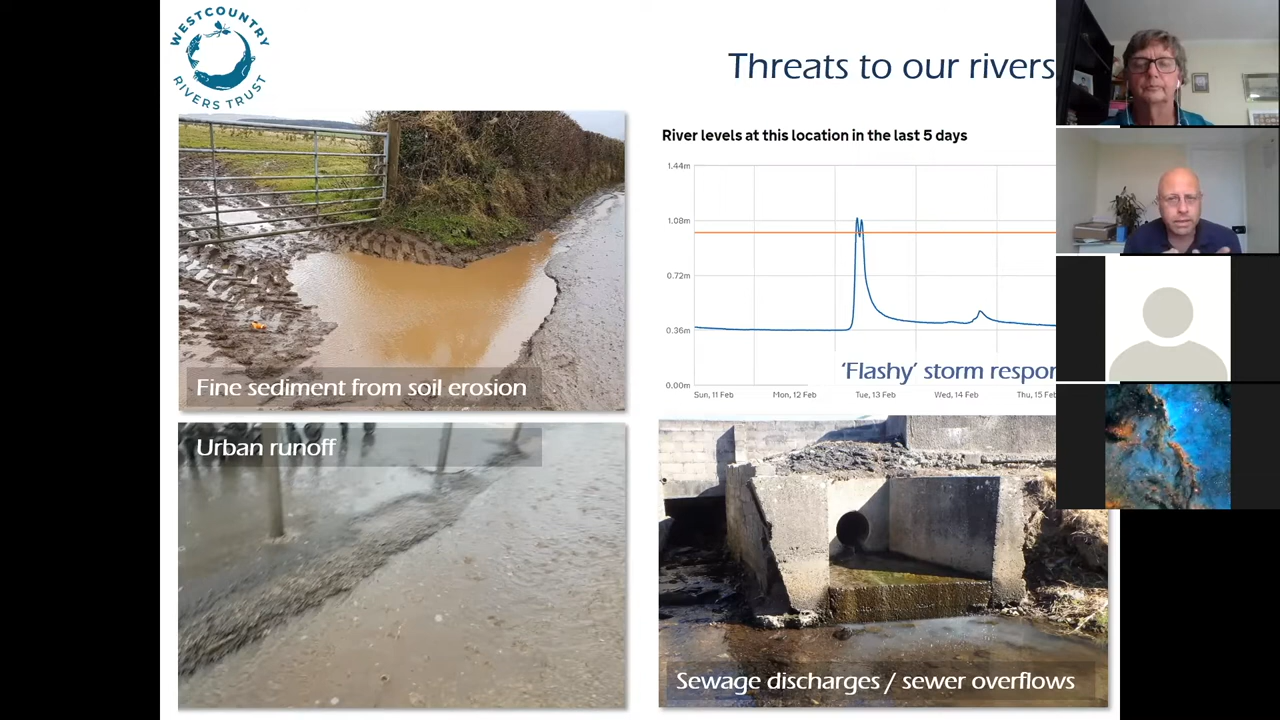 WESTCOUNTRY
RIVERS TRUST
Threats to our rivers
Fine sediment from soil erosion
River levels at this location in the last 5 days
1.44m
1.08m
0.72m
0.36m
0.00m
'Flashy' storm respon
Sun, 11 Feb
Mon, 12 Feb
Tue, 13 Feb
Wed, 14 Feb
Thu, 15 Feb
Urban runoff
Sewage discharges / sewer overflows